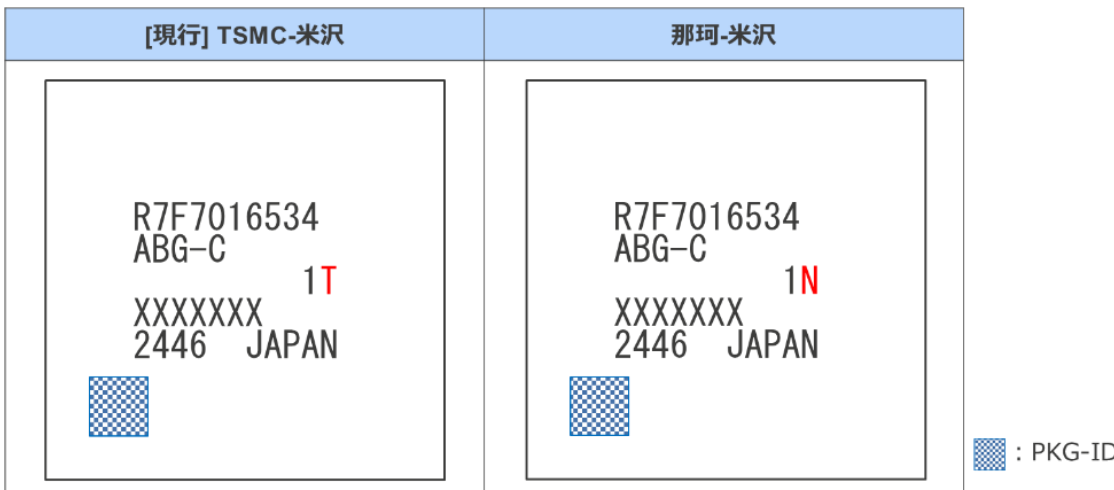 [現行] TSMC-米沢
那珂-米沢
R7F7016534
ABG-C
1T
XXXXXXX
2446 JAPAN
R7F7016534
ABG-C
1N
XXXXXXX
2446 JAPAN
: PKG-ID